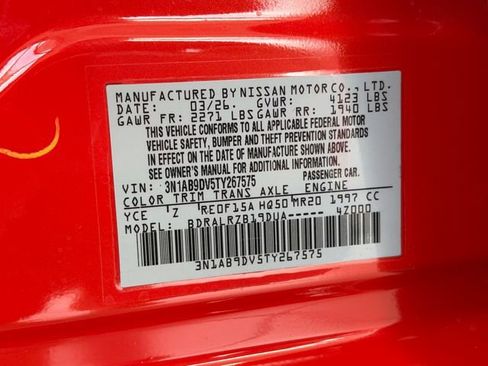 MANUFACTURED BY NISSAN MOTOR CO., LTD.
DATE: 03/26. GVWR: 4123 LBS
GAWR FR: 2271 LBS GAWR RR: 1940 LBS
THIS VEHICLE CONFORMS TO ALL APPLICABLE FEDERAL MOTOR
VEHICLE SAFETY, BUMPER AND THEFT PREVENTION STANDARDS
IN EFFECT ON THE DATE OF MANUFACTURE SHOWN ABOVE.
SEE OWNER'S MANUAL FOR ADDITIONAL INFORMATION.
VIN: 3N1AB9DV5TY267575 PASSENGER CAR.
COLOR TRIM TRANS AXLE ENGINE
YCE Z RE0F15A HQ50 MR20 1997 CC
MODEL: BDRALRZB19DUA----- 4Z000
3N1AB9DV5TY267575